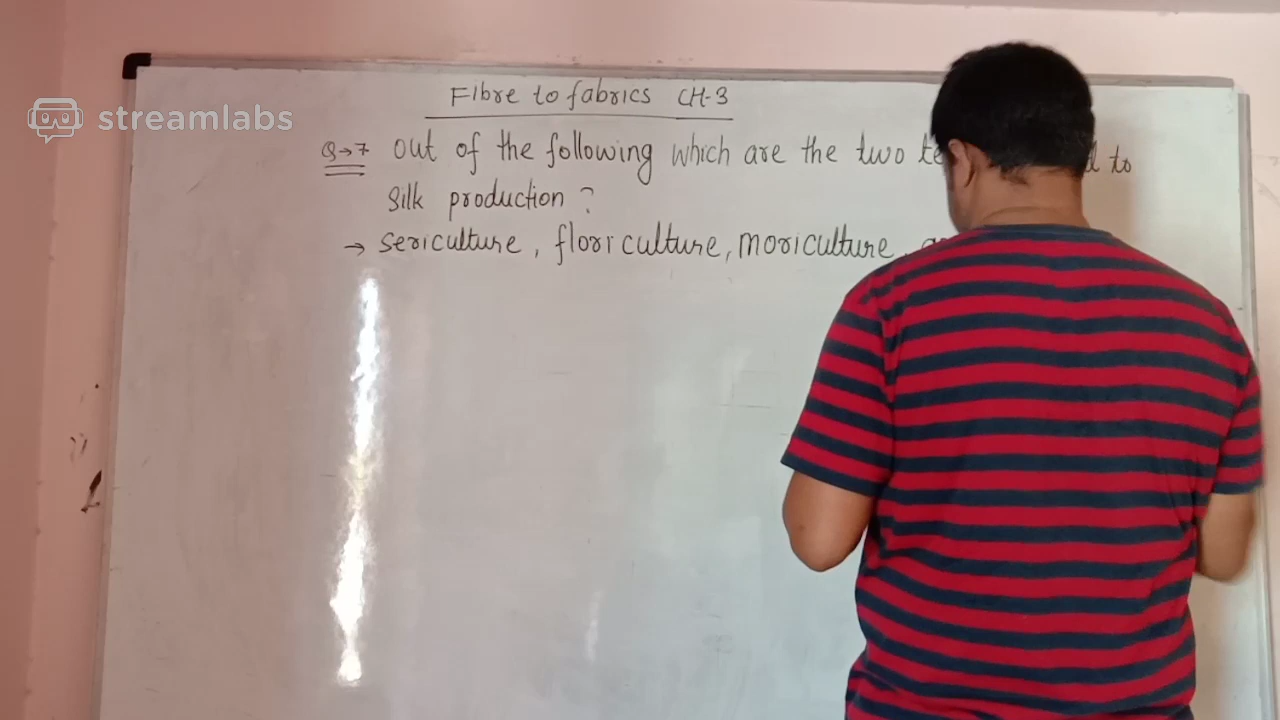 streamlabs
Fibre to fabrics CH-3
Q→7 out of the following which are the two to
silk production ?
→ sericulture, floriculture, moriculture,